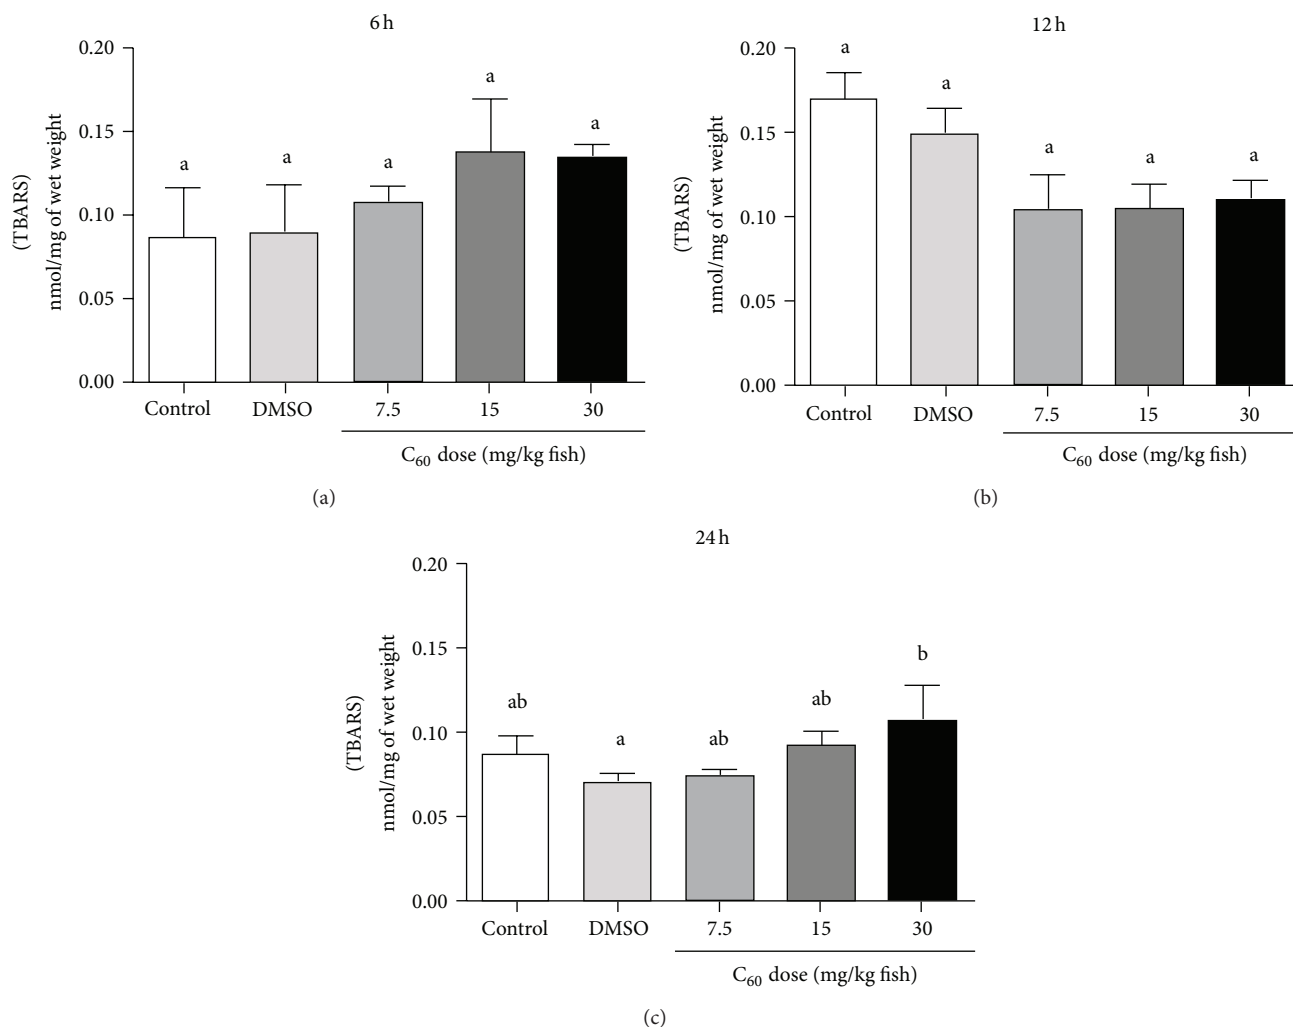 6 h
(TBARS)
nmol/mg of wet weight
0.20
0.15
0.10
0.05
0.00
a
a
a
a
a
Control
DMSO
7.5
15
30
C60 dose (mg/kg fish)
(a)
12 h
(TBARS)
nmol/mg of wet weight
0.20
0.15
0.10
0.05
0.00
a
a
a
a
a
Control
DMSO
7.5
15
30
C60 dose (mg/kg fish)
(b)
24 h
(TBARS)
nmol/mg of wet weight
0.20
0.15
0.10
0.05
0.00
ab
a
ab
ab
b
Control
DMSO
7.5
15
30
C60 dose (mg/kg fish)
(c)